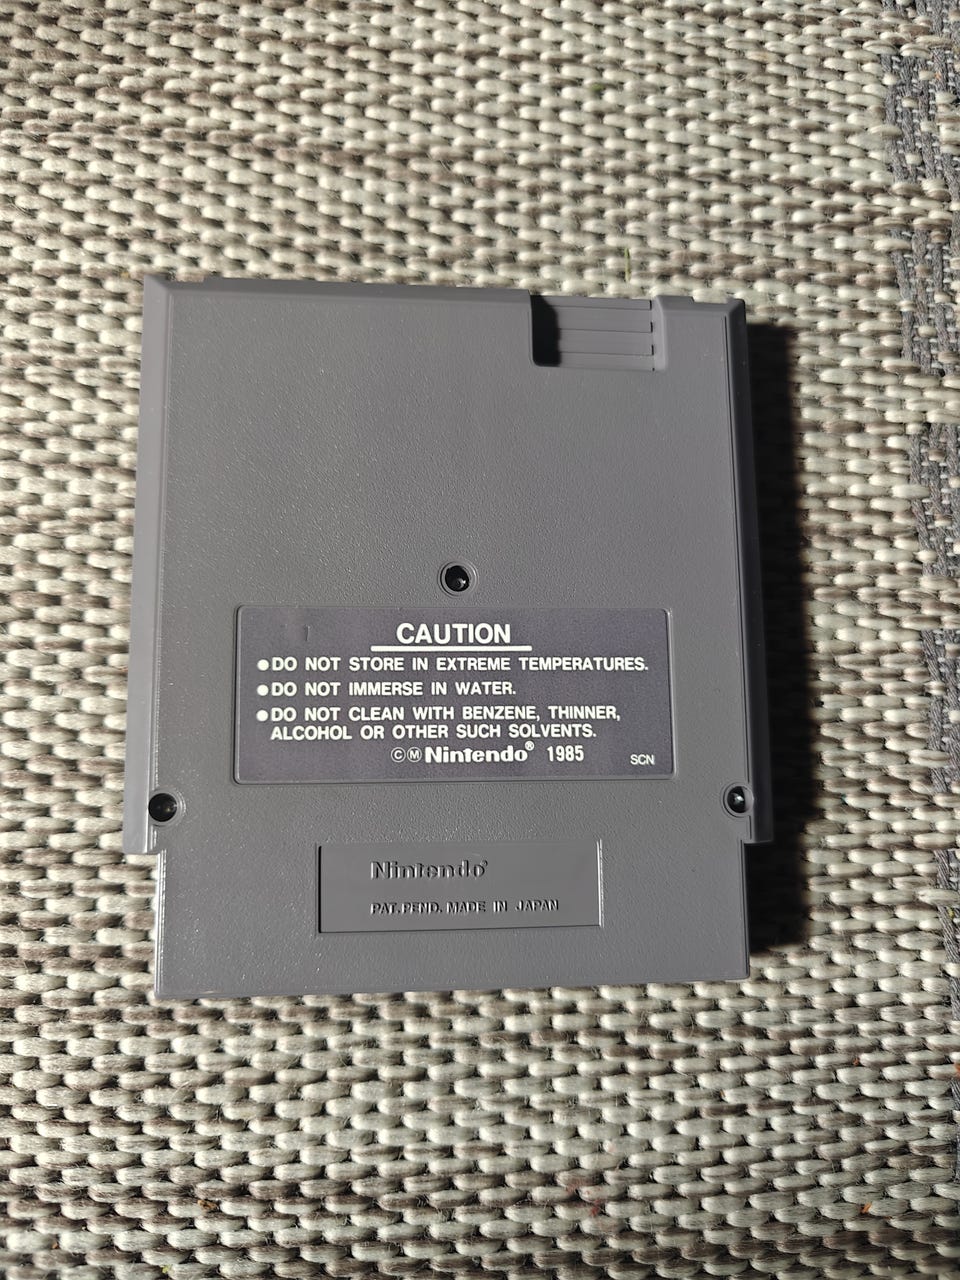 CAUTION
●DO NOT STORE IN EXTREME TEMPERATURES.
●DO NOT IMMERSE IN WATER.
●DO NOT CLEAN WITH BENZENE, THINNER,
ALCOHOL OR OTHER SUCH SOLVENTS.
©Ⓜ Nintendo® 1985 SCN
Nintendo®
PAT. PEND. MADE IN JAPAN